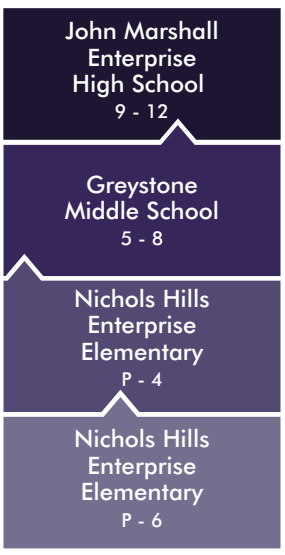 John Marshall
Enterprise
High School
9 - 12
Greystone
Middle School
5 - 8
Nichols Hills
Enterprise
Elementary
P - 4
Nichols Hills
Enterprise
Elementary
P - 6